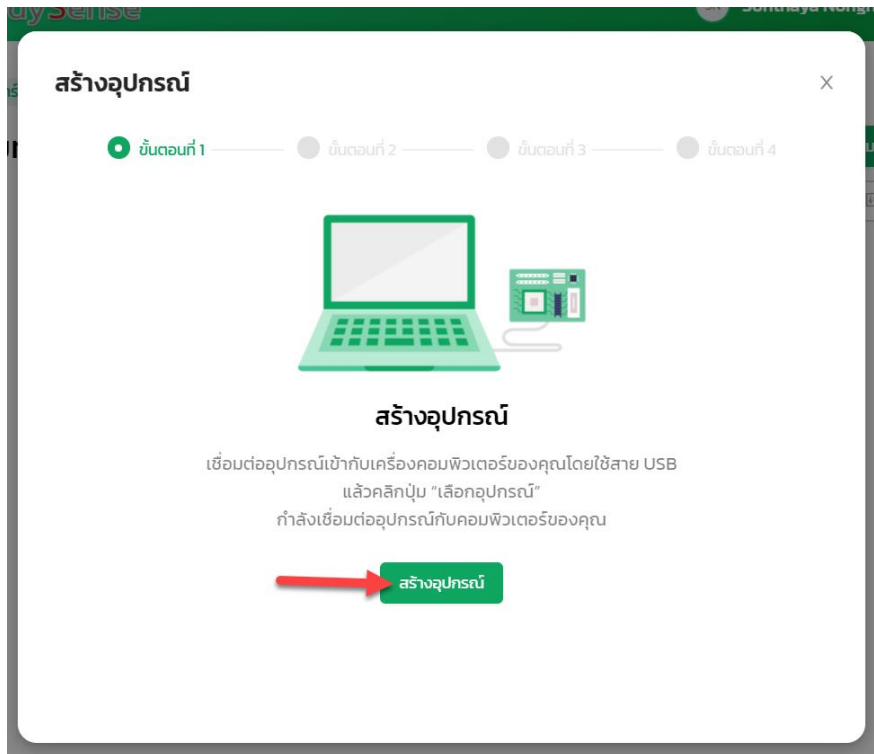 สร้างอุปกรณ์
ขั้นตอนที่ 1
ขั้นตอนที่ 2
ขั้นตอนที่ 3
ขั้นตอนที่ 4
สร้างอุปกรณ์
เชื่อมต่ออุปกรณ์เข้ากับเครื่องคอมพิวเตอร์ของคุณโดยใช้สาย USB
แล้วคลิกปุ่ม “เลือกอุปกรณ์”
กำลังเชื่อมต่ออุปกรณ์กับคอมพิวเตอร์ของคุณ
สร้างอุปกรณ์